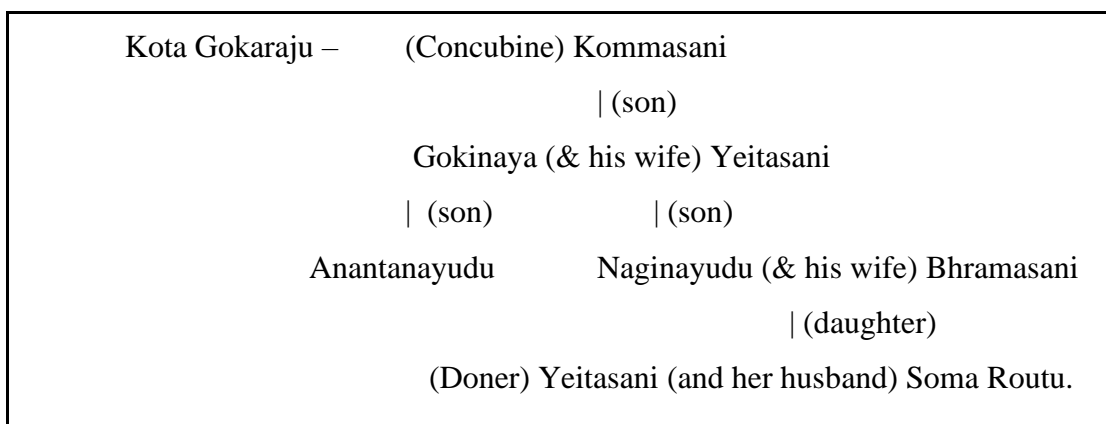 Kota Gokaraju – (Concubine) Kommasani
| (son)
Gokinaya (& his wife) Yeitasani
| (son) | (son)
Anantanayudu Naginayudu (& his wife) Bhramasani
| (daughter)
(Doner) Yeitasani (and her husband) Soma Routu.